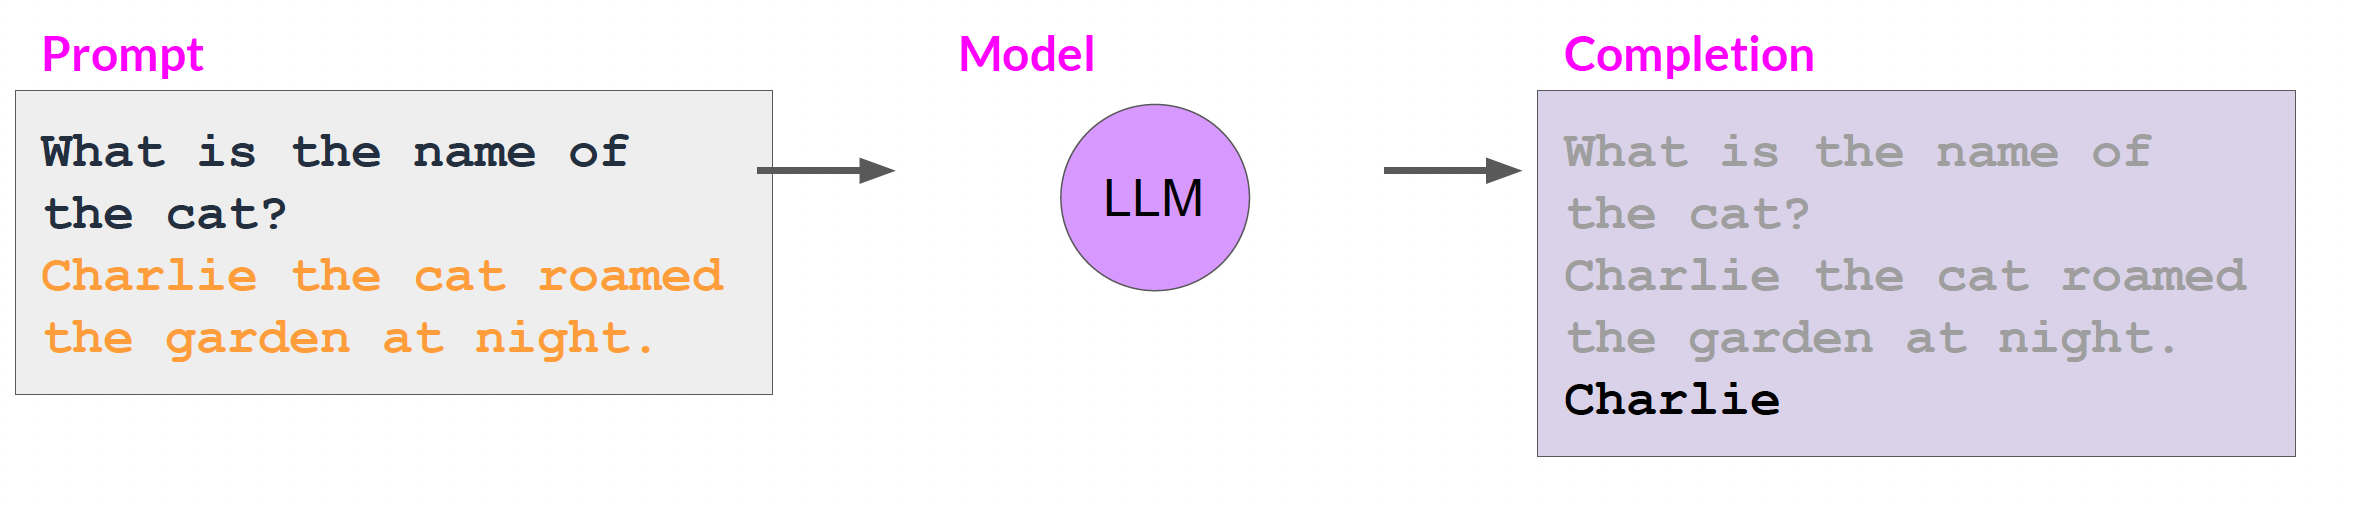 Prompt
What is the name of
the cat?
Charlie the cat roamed
the garden at night.
Model
LLM
Completion
What is the name of
the cat?
Charlie the cat roamed
the garden at night.
Charlie